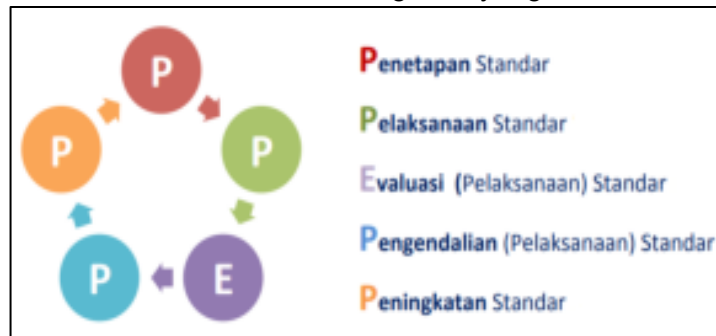 P
P
P
P
E
Penetapan Standar
Pelaksanaan Standar
Evaluasi (Pelaksanaan) Standar
Pengendalian (Pelaksanaan) Standar
Peningkatan Standar